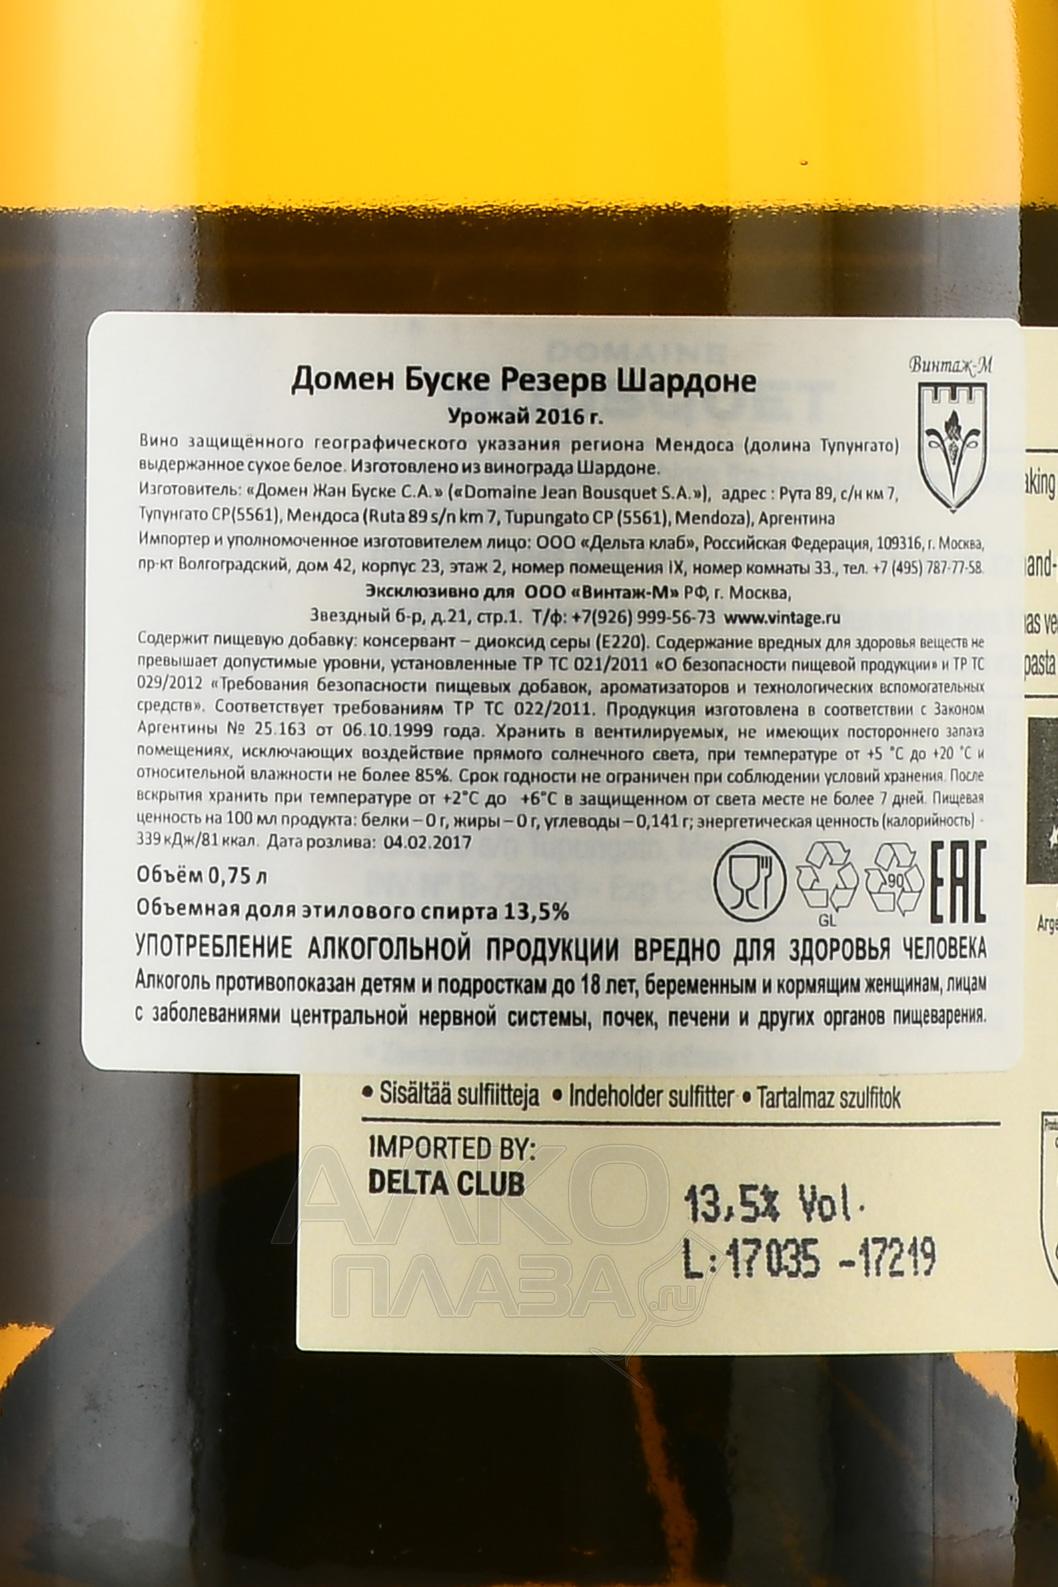 Домен Буске Резерв Шардоне
Винтаж-М
Урожай 2016 г.
Вино защищённого географического указания региона Мендоса (долина Тупунгато)
выдержанное сухое белое. Изготовлено из винограда Шардоне.
Изготовитель: «Домен Жан Буске С.А.» («Domaine Jean Bousquet S.A.»), адрес : Рута 89, с/н км 7,
Тупунгато СР(5561), Мендоса (Ruta 89 s/n km 7, Tupungato CP (5561), Mendoza), Аргентина
Импортер и уполномоченное изготовителем лицо: ООО «Дельта клаб», Российская Федерация, 109316, г. Москва,
пр-кт Волгоградский, дом 42, корпус 23, этаж 2, номер помещения IX, номер комнаты 33., тел. +7 (495) 787-77-58.
Эксклюзивно для ООО «Винтаж-М» РФ, г. Москва,
Звездный б-р, д.21, стр.1. Т/ф: +7(926) 999-56-73 www.vintage.ru
Содержит пищевую добавку: консервант – диоксид серы (Е220). Содержание вредных для здоровья веществ не
превышает допустимые уровни, установленные ТР ТС 021/2011 «О безопасности пищевой продукции» и ТР ТС
029/2012 «Требования безопасности пищевых добавок, ароматизаторов и технологических вспомогательных
средств». Соответствует требованиям ТР ТС 022/2011. Продукция изготовлена в соответствии с Законом
Аргентины № 25.163 от 06.10.1999 года. Хранить в вентилируемых, не имеющих постороннего запаха
помещениях, исключающих воздействие прямого солнечного света, при температуре от +5 °С до +20 °С и
относительной влажности не более 85%. Срок годности не ограничен при соблюдении условий хранения. После
вскрытия хранить при температуре от +2°С до +6°С в защищенном от света месте не более 7 дней. Пищевая
ценность на 100 мл продукта: белки – 0 г, жиры – 0 г, углеводы – 0,141 г; энергетическая ценность (калорийность) -
339 кДж/81 ккал. Дата розлива: 04.02.2017
Объём 0,75 л
GL 90 EAC
Объемная доля этилового спирта 13,5%
УПОТРЕБЛЕНИЕ АЛКОГОЛЬНОЙ ПРОДУКЦИИ ВРЕДНО ДЛЯ ЗДОРОВЬЯ ЧЕЛОВЕКА
Алкоголь противопоказан детям и подросткам до 18 лет, беременным и кормящим женщинам, лицам
с заболеваниями центральной нервной системы, почек, печени и других органов пищеварения.
• Sisältää sulfiitteja • Indeholder sulfitter • Tartalmaz szulfitok
IMPORTED BY:
DELTA CLUB
13,5% Vol.
L:17035 -17219
АЛКО
ПЛАЗА.ru